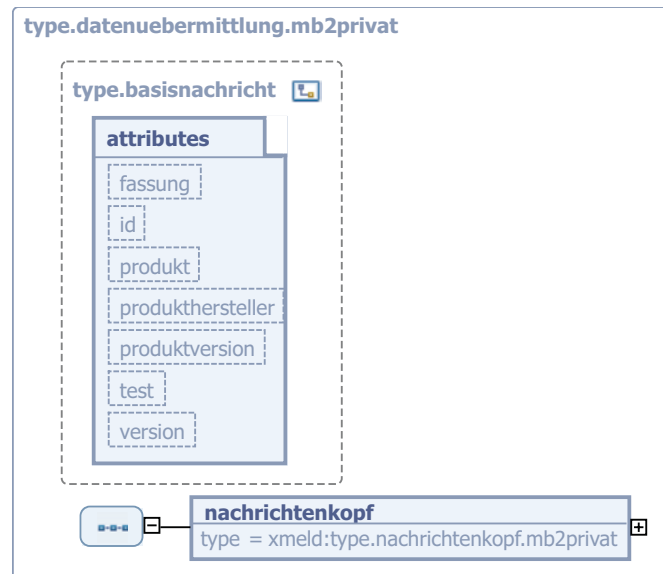 type.datenuebermittlung.mb2privat
type.basisnachricht
attributes
fassung
id
produkt
produkthersteller
produktversion
test
version
nachrichtenkopf
type = xmeld:type.nachrichtenkopf.mb2privat